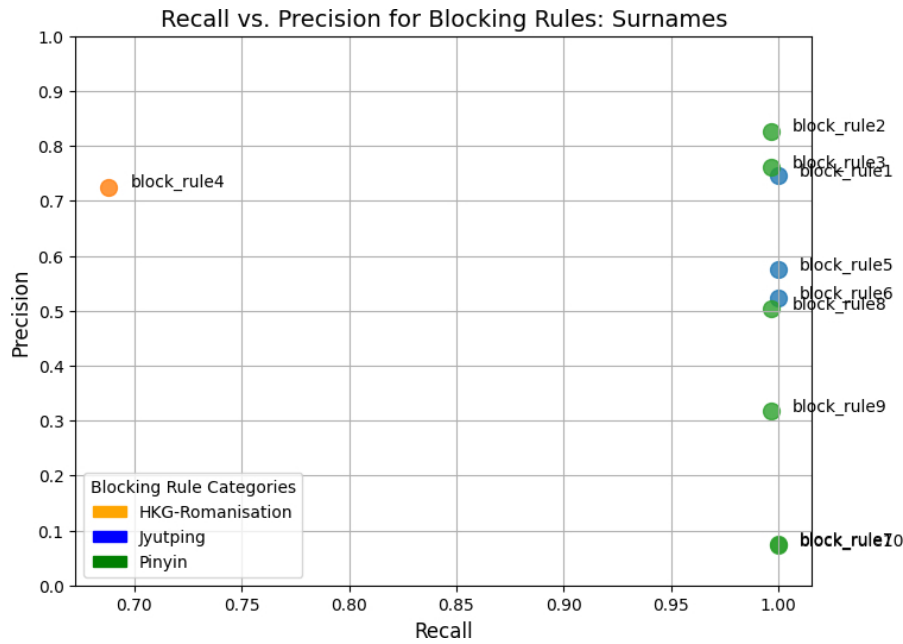 Recall vs. Precision for Blocking Rules: Surnames
1.0
0.9
0.8
0.7
0.6
0.5
0.4
0.3
0.2
0.1
0.0
Precision
block_rule2
block_rule3
block_rule1
block_rule4
block_rule5
block_rule6
block_rule8
block_rule9
block_rule7
block_rule10
Blocking Rule Categories
HKG-Romanisation
Jyutping
Pinyin
0.70
0.75
0.80
0.85
0.90
0.95
1.00
Recall